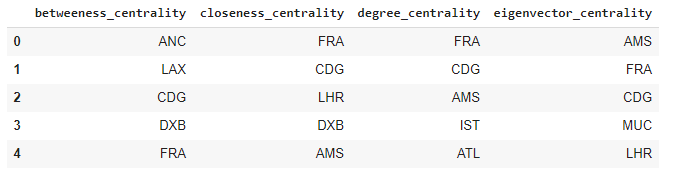 betweeness_centrality closeness_centrality degree_centrality eigenvector_centrality
0 ANC FRA FRA AMS
1 LAX CDG CDG FRA
2 CDG LHR AMS CDG
3 DXB DXB IST MUC
4 FRA AMS ATL LHR